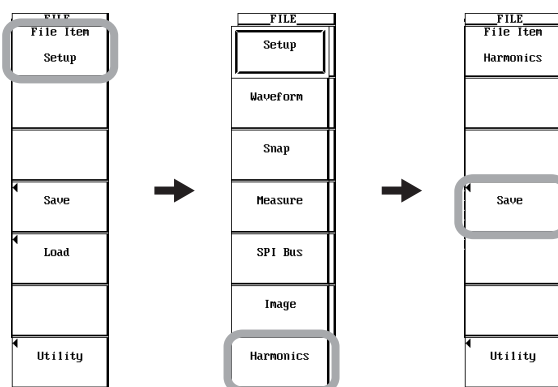 FILE
File Item
Setup
Save
Load
Utility
FILE
Setup
Waveform
Snap
Measure
SPI Bus
Image
Harmonics
FILE
File Item
Harmonics
Save
Utility